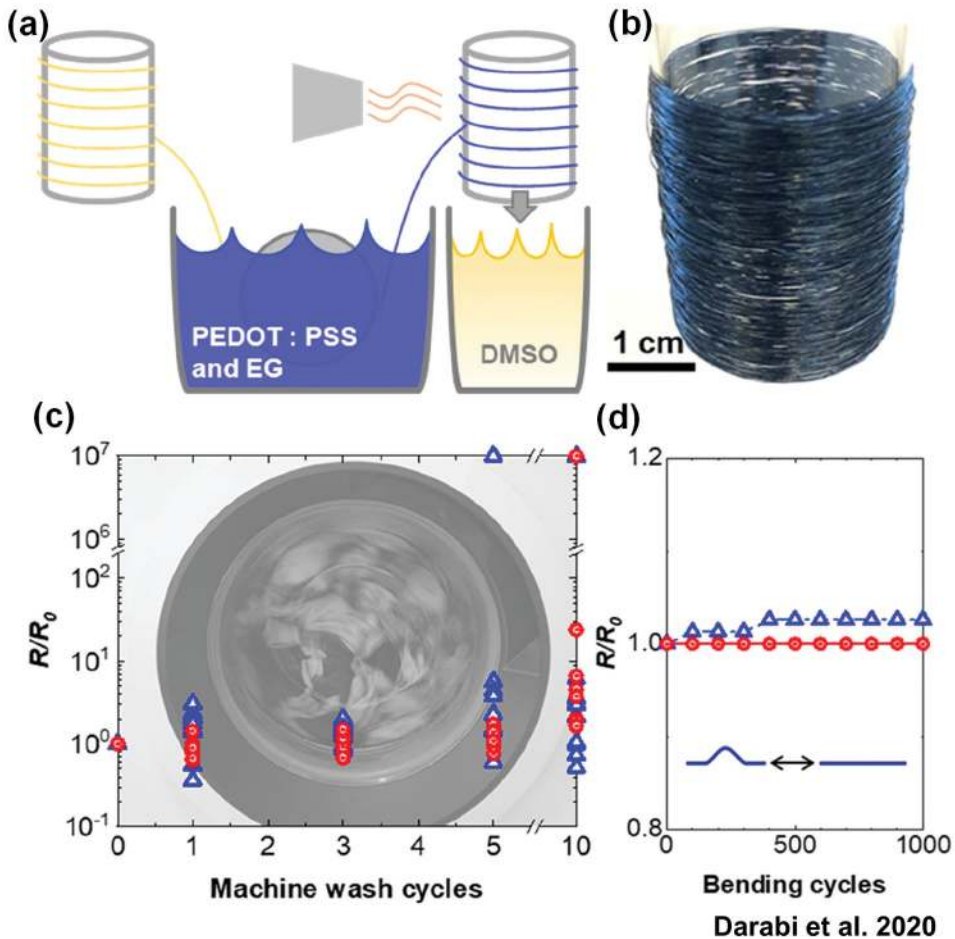 (a)
PEDOT : PSS
and EG
DMSO
(b)
1 cm
(c)
10⁷
10⁶
10²
10¹
10⁰
10⁻¹
R/R₀
0
1
2
3
4
5
10
Machine wash cycles
(d)
1.2
1.0
0.8
R/R₀
0
500
1000
Bending cycles
Darabi et al. 2020